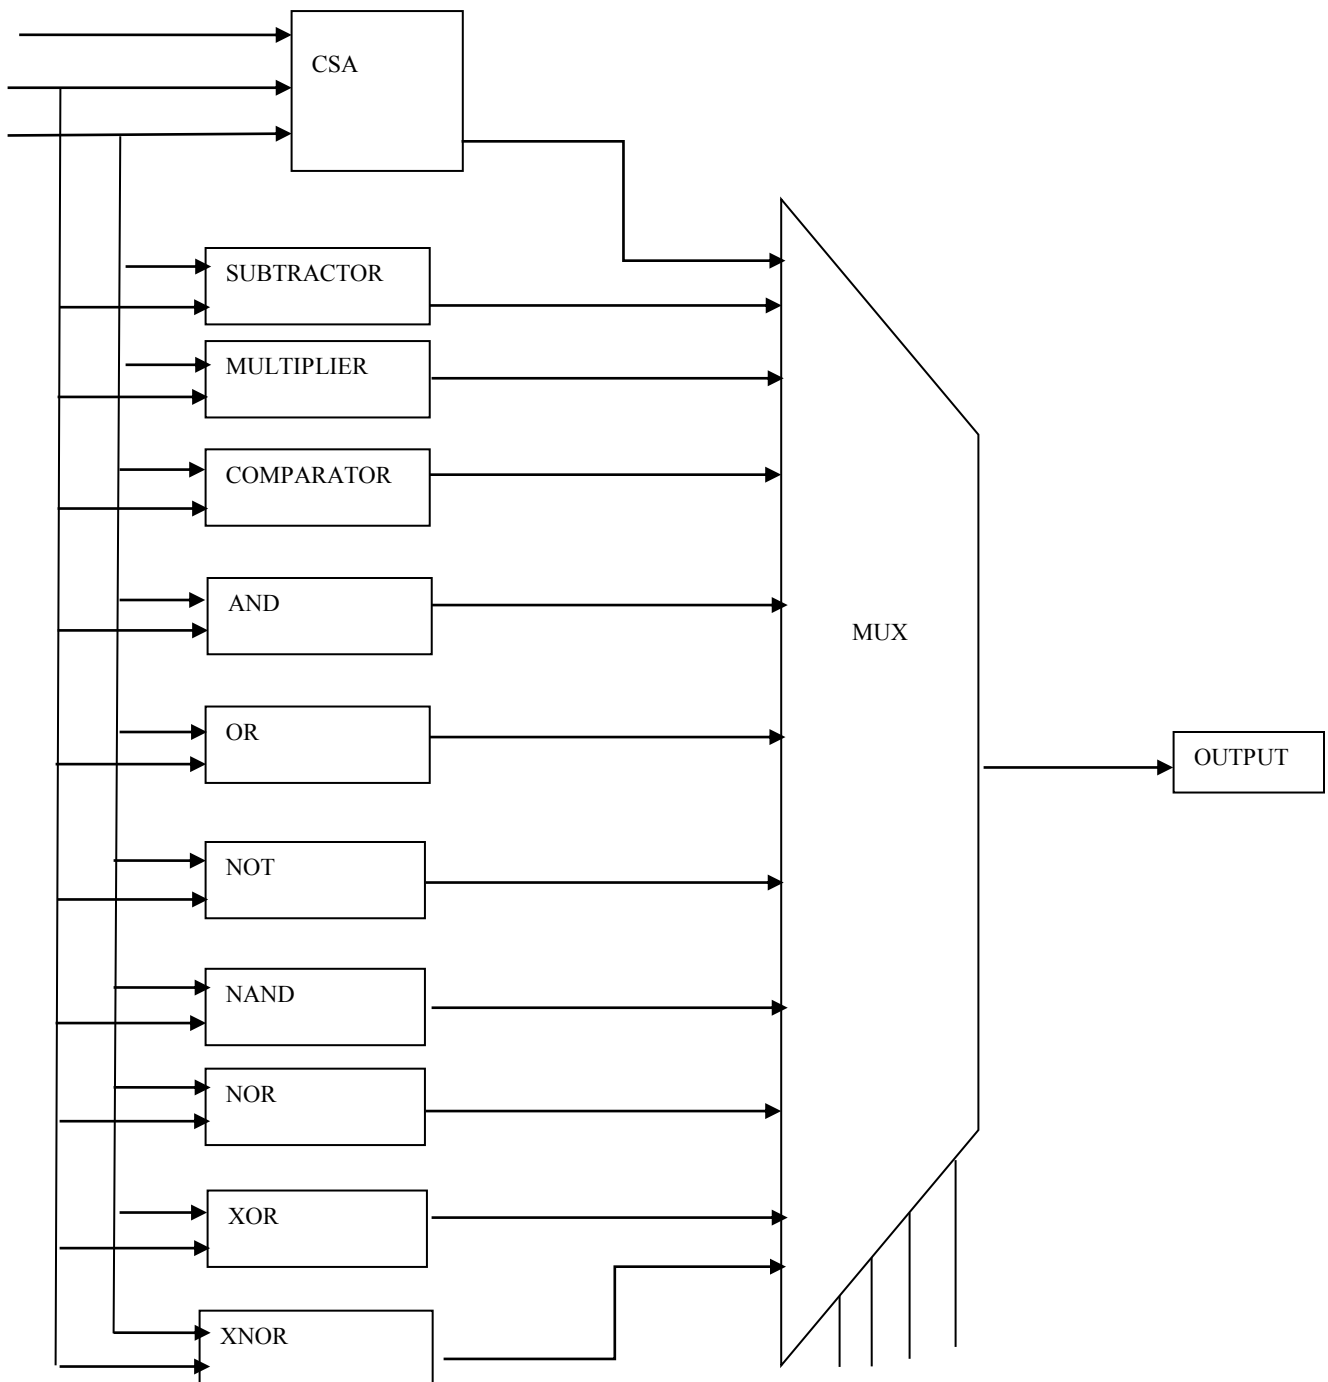 CSA
SUBTRACTOR
MULTIPLIER
COMPARATOR
AND
MUX
OR
OUTPUT
NOT
NAND
NOR
XOR
XNOR